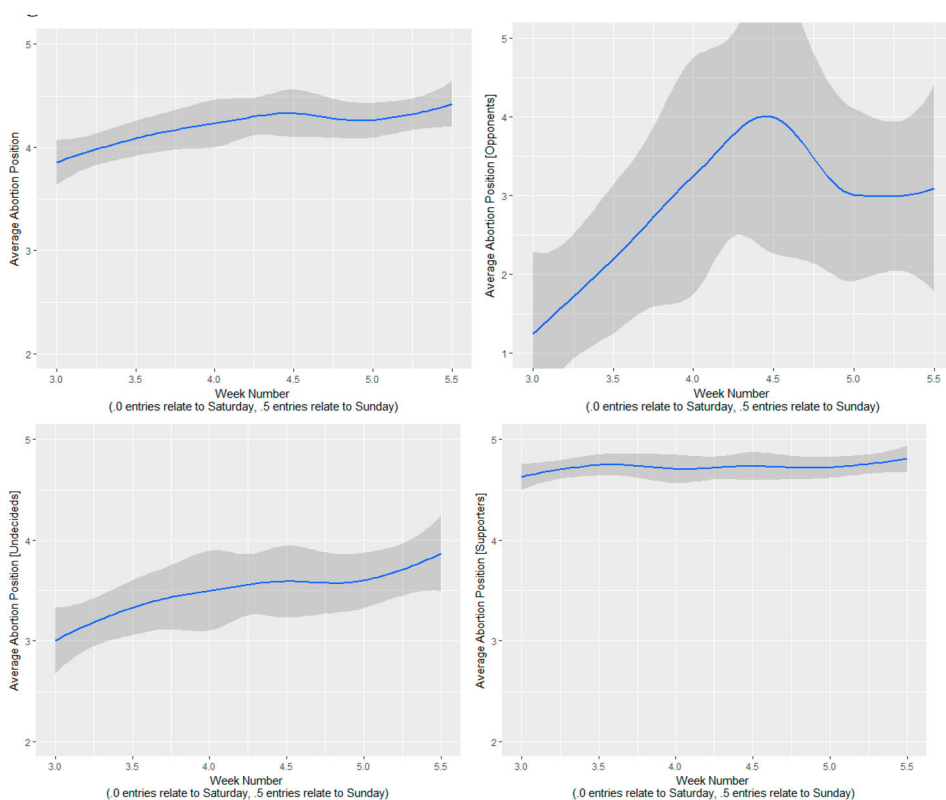 Average Abortion Position
5
4
3
2
3.0 3.5 4.0 4.5 5.0 5.5
Week Number
(.0 entries relate to Saturday, .5 entries relate to Sunday)
Average Abortion Position [Opponents]
5
4
3
2
1
3.0 3.5 4.0 4.5 5.0 5.5
Week Number
(.0 entries relate to Saturday, .5 entries relate to Sunday)
Average Abortion Position [Undecideds]
5
4
3
2
3.0 3.5 4.0 4.5 5.0 5.5
Week Number
(.0 entries relate to Saturday, .5 entries relate to Sunday)
Average Abortion Position [Supporters]
5
4
3
2
3.0 3.5 4.0 4.5 5.0 5.5
Week Number
(.0 entries relate to Saturday, .5 entries relate to Sunday)